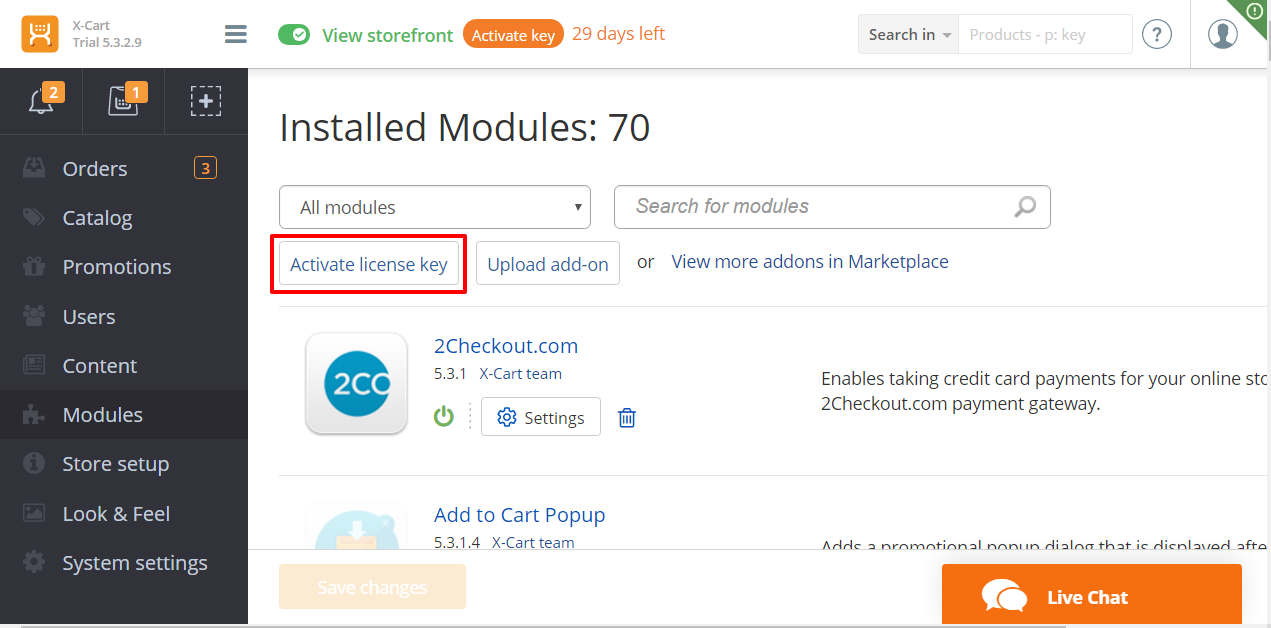 X-Cart
Trial 5.3.2.9
View storefront
Activate key
29 days left
Search in
Products - p: key
?
2
1
Orders
3
Catalog
Promotions
Users
Content
Modules
Store setup
Look & Feel
System settings
Installed Modules: 70
All modules
Search for modules
Activate license key
Upload add-on
or
View more addons in Marketplace
2CO
2Checkout.com
5.3.1 X-Cart team
Settings
Enables taking credit card payments for your online sto
2Checkout.com payment gateway.
Add to Cart Popup
5.3.1.4 X-Cart team
Adds a promotional popup dialog that is displayed afte
Save changes
Live Chat